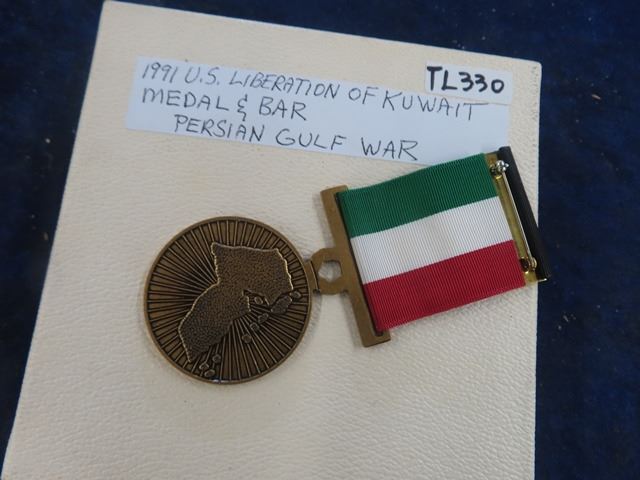 1991 U.S. LIBERATION OF KUWAIT
MEDAL & BAR
PERSIAN GULF WAR
TL330